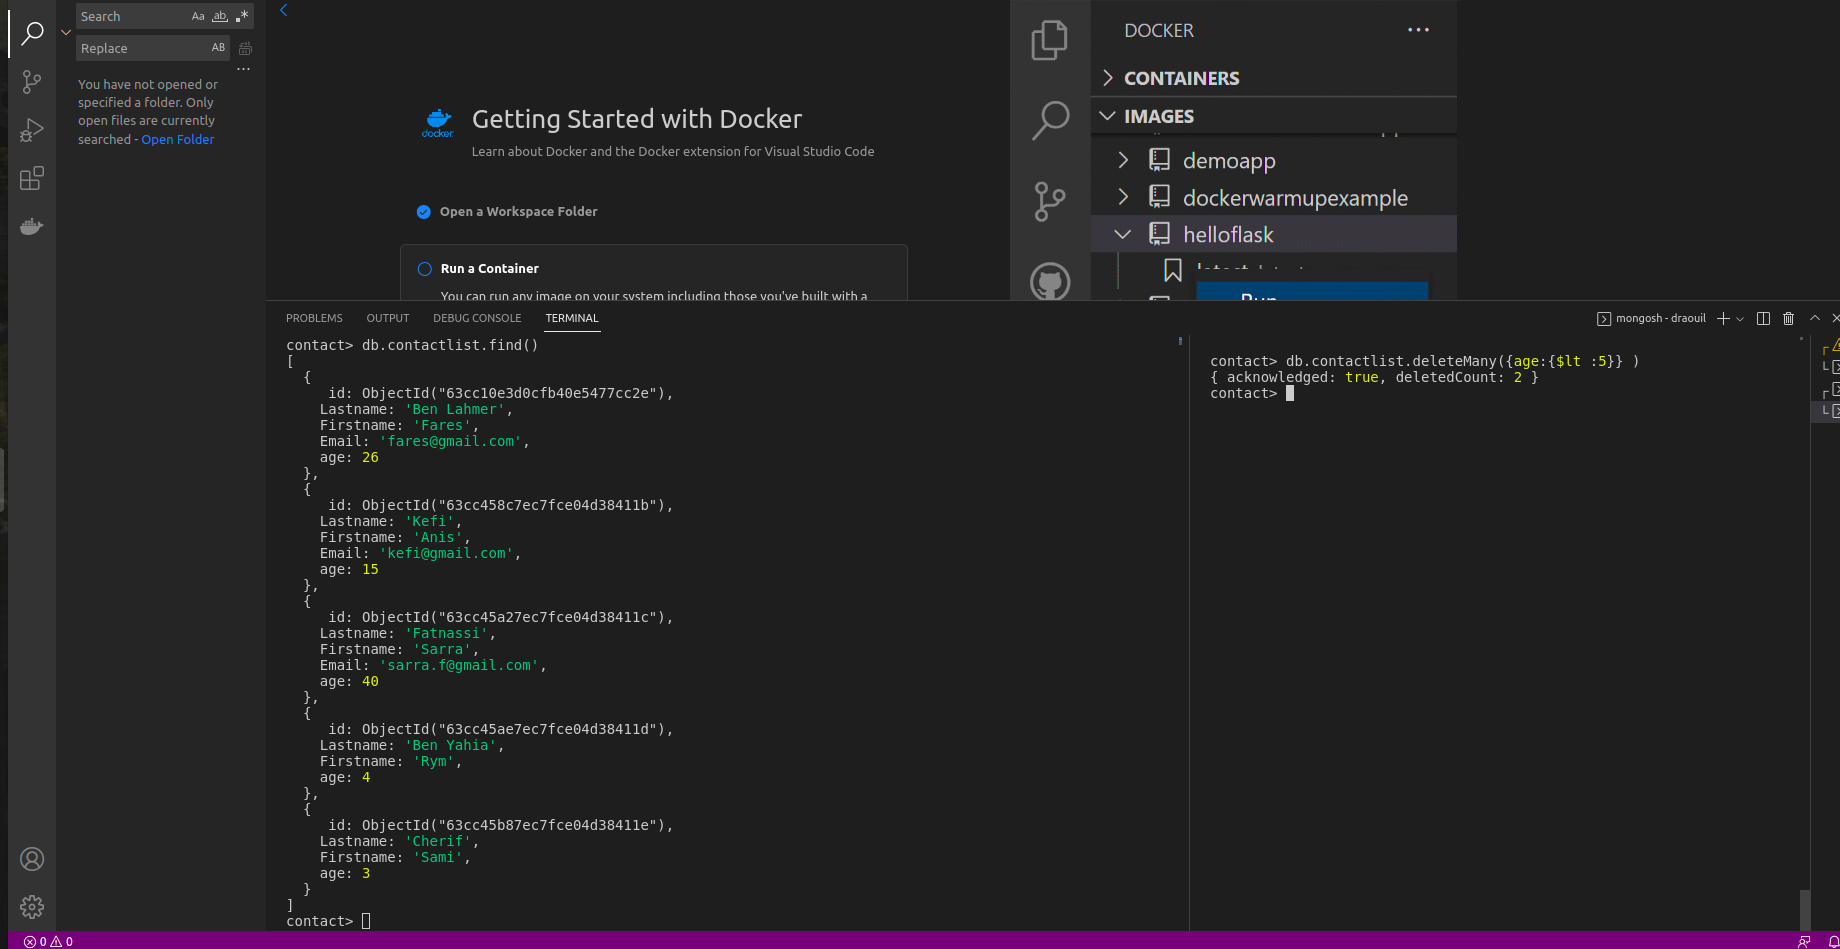 Search Aa ab .*
Replace AB
You have not opened or
specified a folder. Only
open files are currently
searched - Open Folder
docker
Getting Started with Docker
Learn about Docker and the Docker extension for Visual Studio Code
Open a Workspace Folder
Run a Container
You can run any image on your system including those you've built with a
DOCKER
CONTAINERS
IMAGES
demoapp
dockerwarmupexample
helloflask
latest
Run
PROBLEMS OUTPUT DEBUG CONSOLE TERMINAL
mongosh - draouil
contact> db.contactlist.find()
[
{
id: ObjectId("63cc10e3d0cfb40e5477cc2e"),
Lastname: 'Ben Lahmer',
Firstname: 'Fares',
Email: 'fares@gmail.com',
age: 26
},
{
id: ObjectId("63cc458c7ec7fce04d38411b"),
Lastname: 'Kefi',
Firstname: 'Anis',
Email: 'kefi@gmail.com',
age: 15
},
{
id: ObjectId("63cc45a27ec7fce04d38411c"),
Lastname: 'Fatnassi',
Firstname: 'Sarra',
Email: 'sarra.f@gmail.com',
age: 40
},
{
id: ObjectId("63cc45ae7ec7fce04d38411d"),
Lastname: 'Ben Yahia',
Firstname: 'Rym',
age: 4
},
{
id: ObjectId("63cc45b87ec7fce04d38411e"),
Lastname: 'Cherif',
Firstname: 'Sami',
age: 3
}
]
contact>
contact> db.contactlist.deleteMany({age:{$lt :5}} )
{ acknowledged: true, deletedCount: 2 }
contact>
0 0